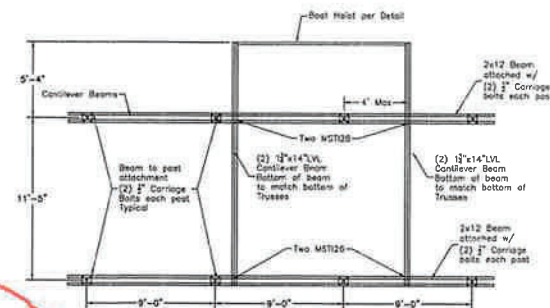 Boat Hoist per Detail
5'-4"
Cantilever Beams
4' Max
2x12 Beam
attached w/
(2) ½" Carriage
bolts each post
Two MSTI26
Beam to post
attachment
(2) ½" Carriage
Bolts each post
Typical
(2) 1¾"x14"LVL
Cantilever Beam
Bottom of beam
to match bottom of
Trusses
(2) 1¾"x14"LVL
Cantilever Beam
Bottom of beam
to match bottom of
Trusses
11'-5"
Two MSTI26
2x12 Beam
attached w/
(2) ½" Carriage
bolts each post
9'-0"
9'-0"
9'-0"